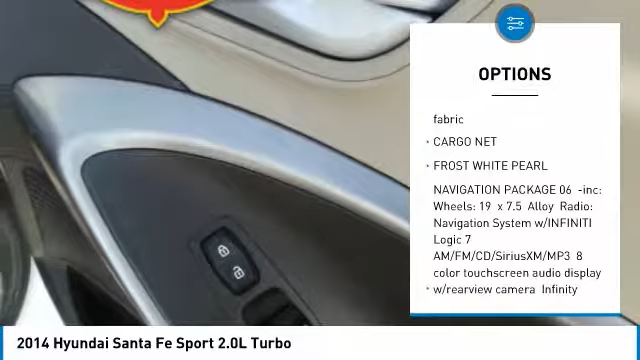 OPTIONS
fabric
• CARGO NET
• FROST WHITE PEARL
NAVIGATION PACKAGE 06 -inc:
Wheels: 19 x 7.5 Alloy Radio:
Navigation System w/INFINITI
Logic 7
AM/FM/CD/SiriusXM/MP3 8
color touchscreen audio display
• w/rearview camera Infinity
2014 Hyundai Santa Fe Sport 2.0L Turbo